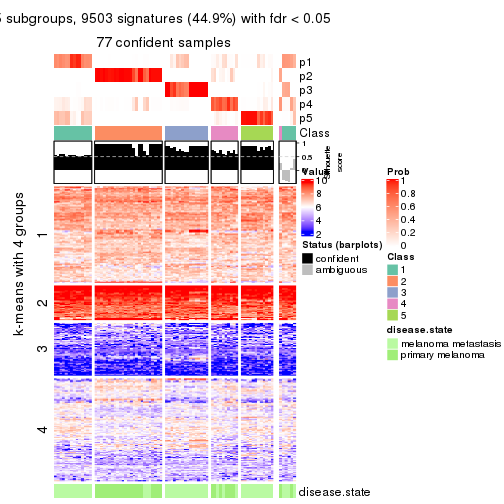 5 subgroups, 9503 signatures (44.9%) with fdr < 0.05
77 confident samples
p1
p2
p3
p4
p5
Class
1
0.5
0
Silhouette
score
k-means with 4 groups
1
2
3
4
disease.state
Value
10
8
6
4
2
Status (barplots)
confident
ambiguous
Prob
1
0.8
0.6
0.4
0.2
0
Class
1
2
3
4
5
disease.state
melanoma metastasis
primary melanoma